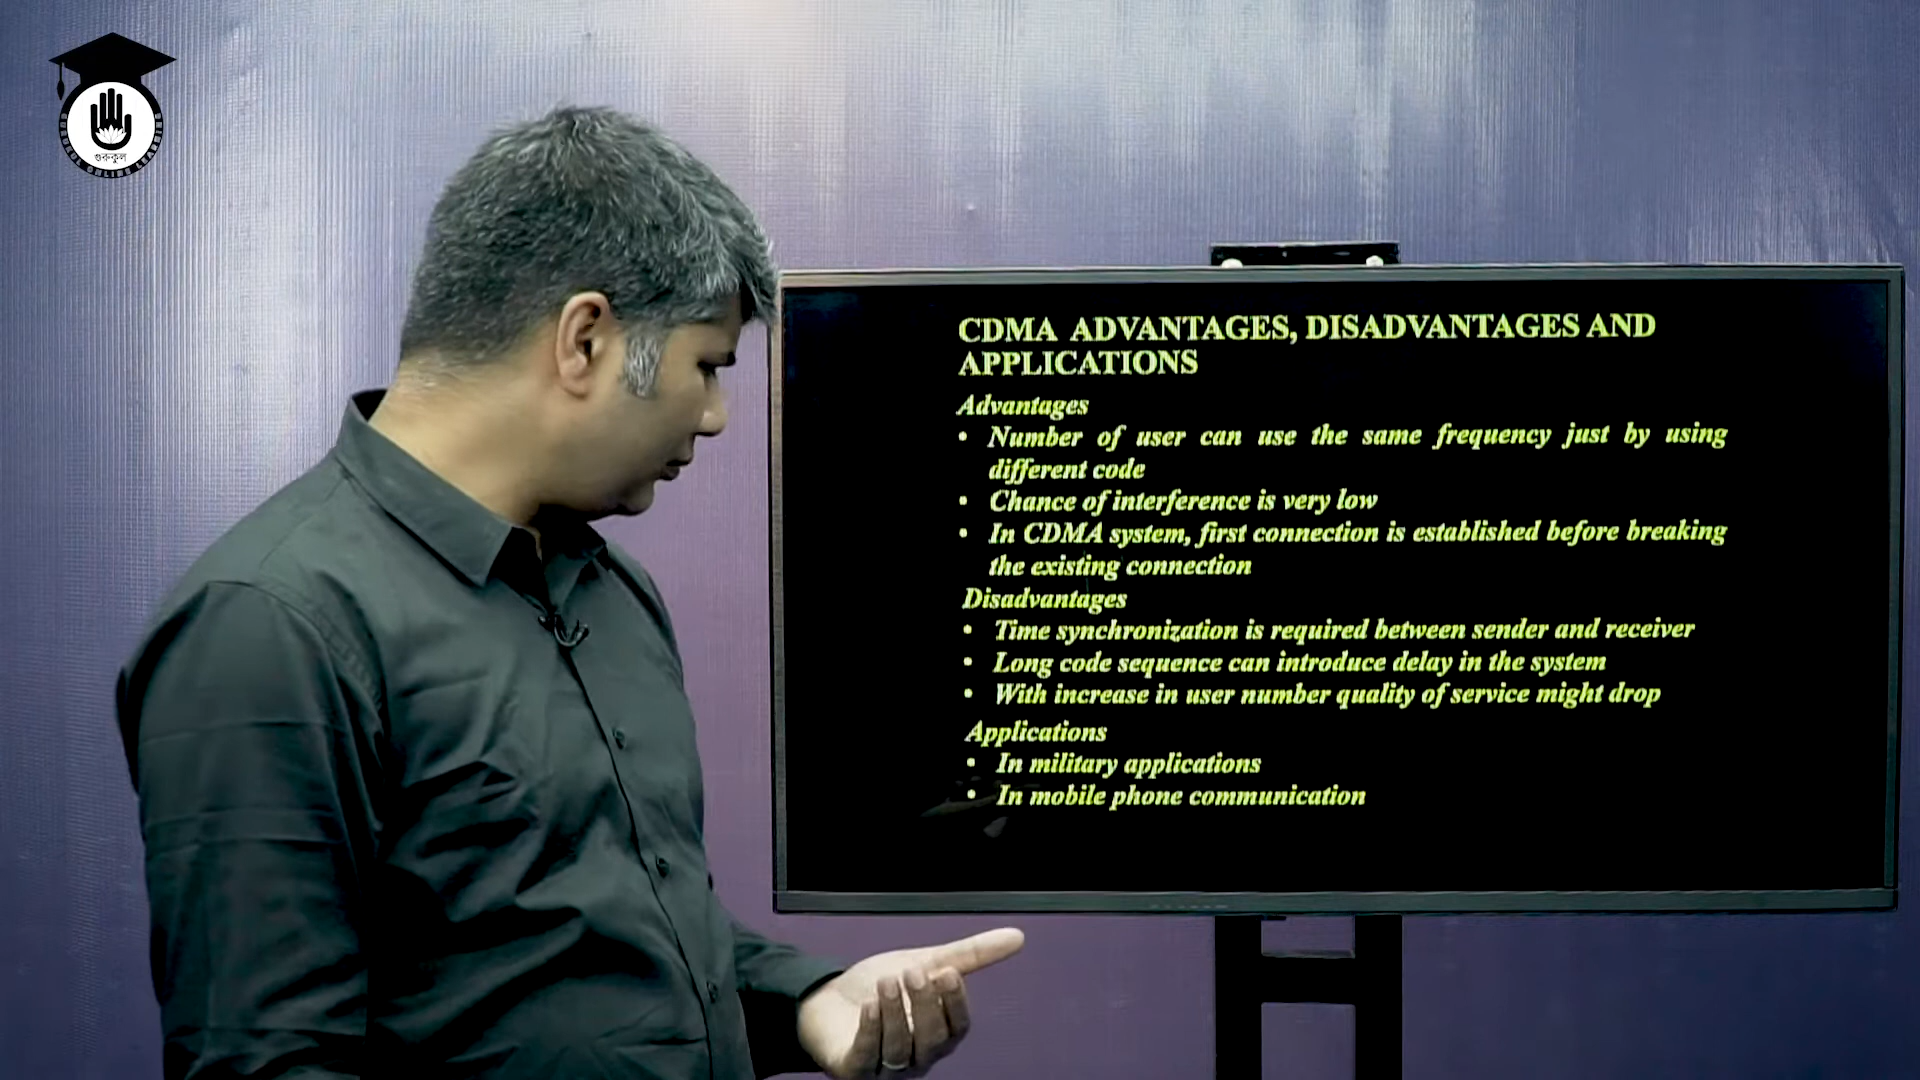 গুরুকুল
GURUKUL ONLINE LEARNING
CDMA ADVANTAGES, DISADVANTAGES AND
APPLICATIONS
Advantages
• Number of user can use the same frequency just by using
different code
• Chance of interference is very low
• In CDMA system, first connection is established before breaking
the existing connection
Disadvantages
• Time synchronization is required between sender and receiver
• Long code sequence can introduce delay in the system
• With increase in user number quality of service might drop
Applications
• In military applications
• In mobile phone communication